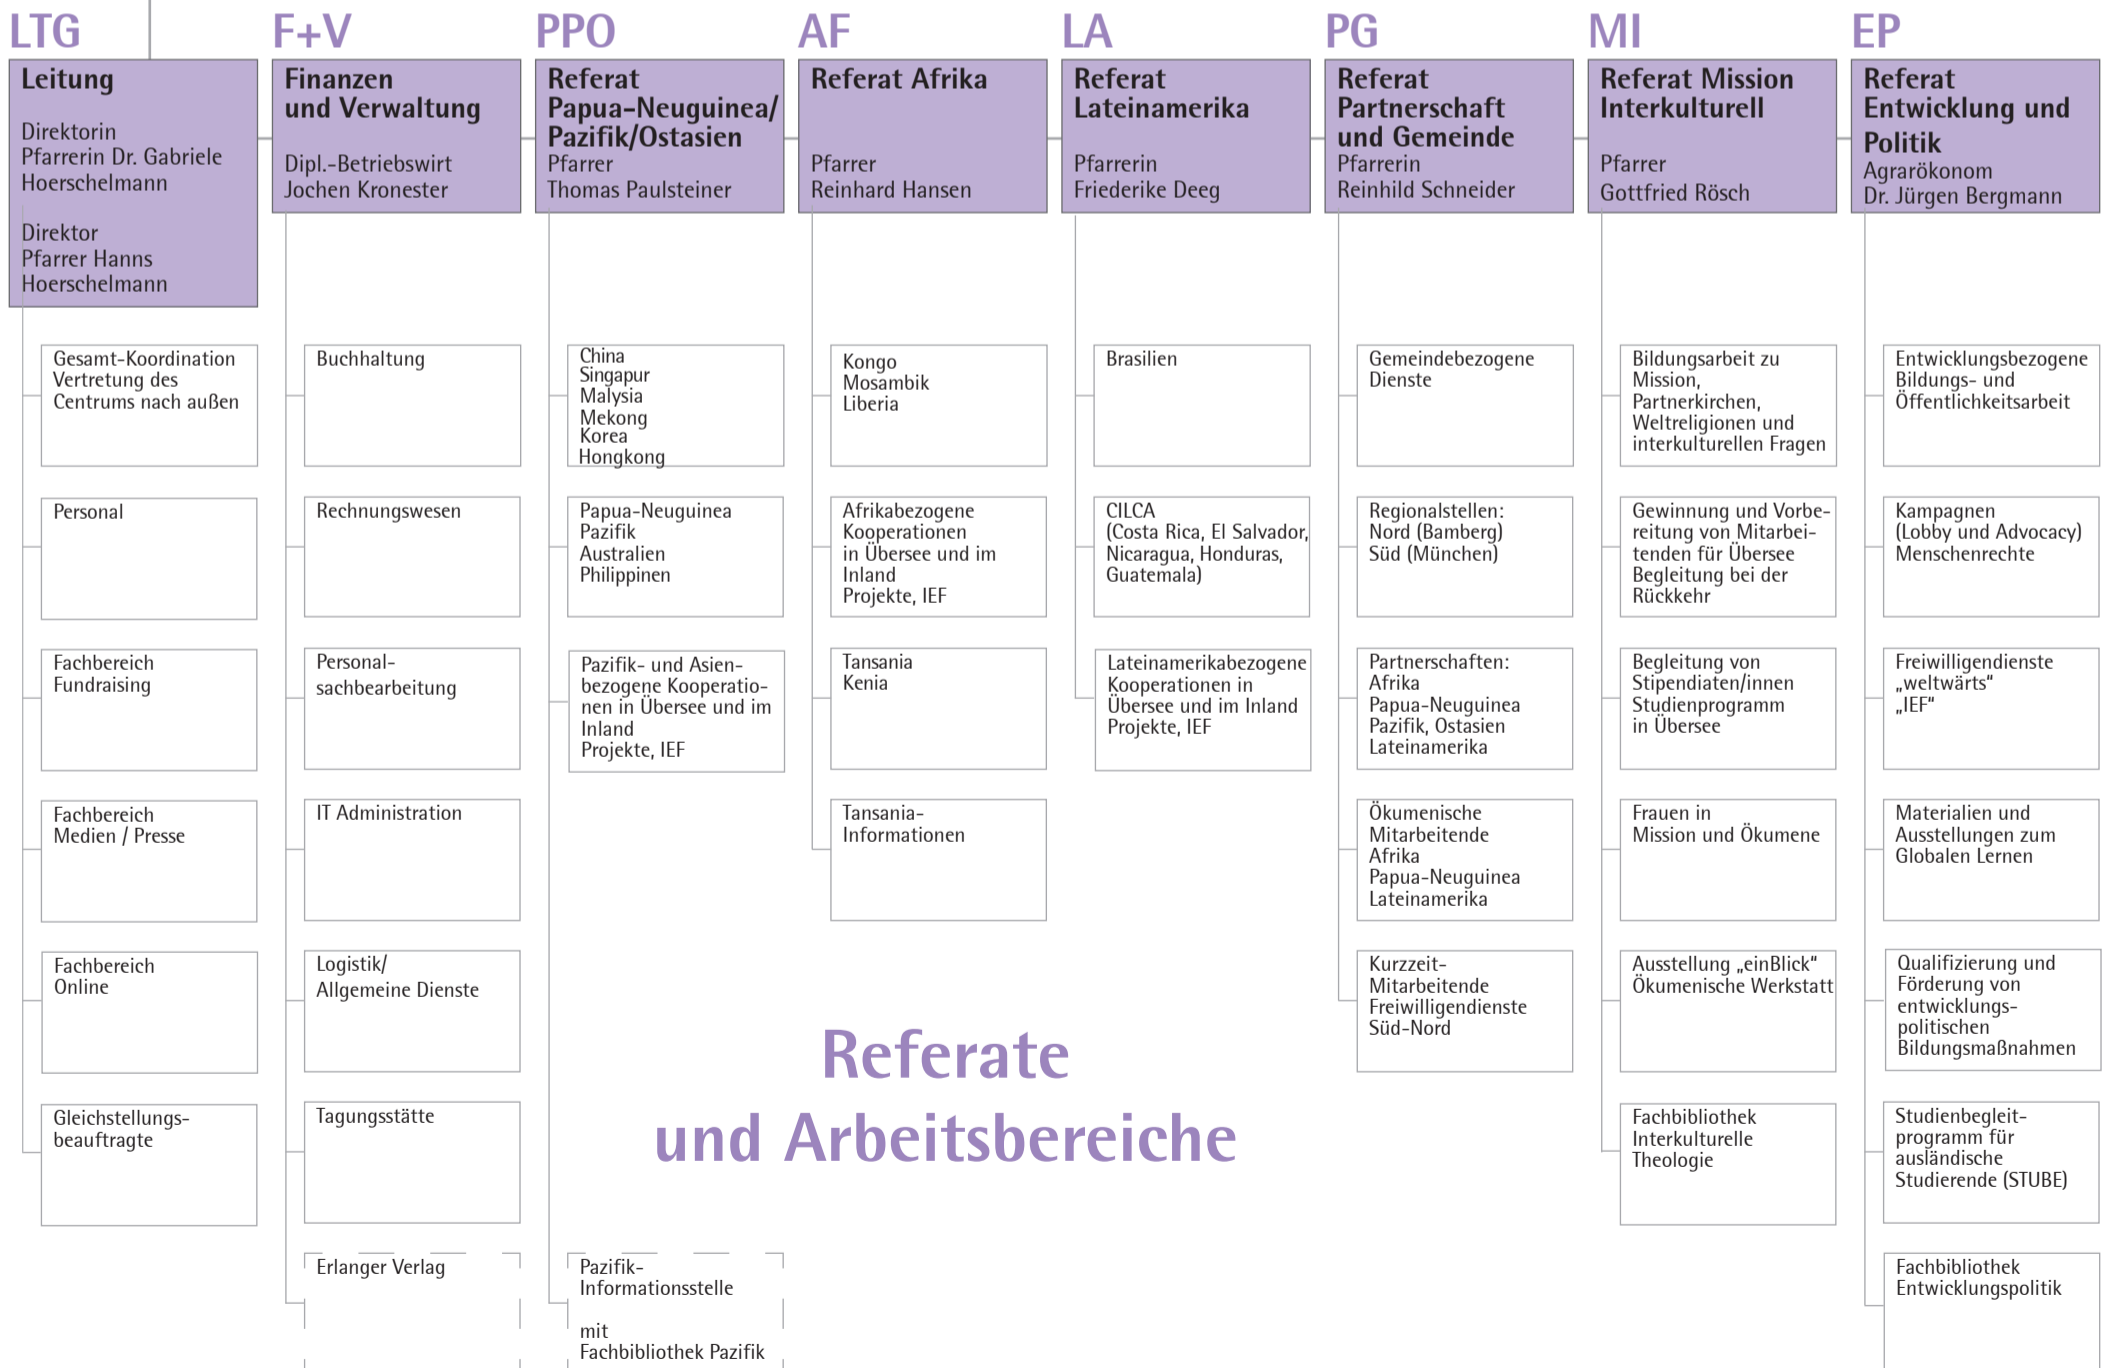 LTG
Leitung
Direktorin
Pfarrerin Dr. Gabriele
Hoerschelmann
Direktor
Pfarrer Hanns
Hoerschelmann
Gesamt-Koordination
Vertretung des
Centrums nach außen
Personal
Fachbereich
Fundraising
Fachbereich
Medien / Presse
Fachbereich
Online
Gleichstellungs-
beauftragte
F+V
Finanzen
und Verwaltung
Dipl.-Betriebswirt
Jochen Kronester
Buchhaltung
Rechnungswesen
Personal-
sachbearbeitung
IT Administration
Logistik/
Allgemeine Dienste
Tagungsstätte
Erlanger Verlag
PPO
Referat
Papua-Neuguinea/
Pazifik/Ostasien
Pfarrer
Thomas Paulsteiner
China
Singapur
Malysia
Mekong
Korea
Hongkong
Papua-Neuguinea
Pazifik
Australien
Philippinen
Pazifik- und Asien-
bezogene Kooperatio-
nen in Übersee und im
Inland
Projekte, IEF
Pazifik-
Informationsstelle
mit
Fachbibliothek Pazifik
AF
Referat Afrika
Pfarrer
Reinhard Hansen
Kongo
Mosambik
Liberia
Afrikabezogene
Kooperationen
in Übersee und im
Inland
Projekte, IEF
Tansania
Kenia
Tansania-
Informationen
LA
Referat
Lateinamerika
Pfarrerin
Friederike Deeg
Brasilien
CILCA
(Costa Rica, El Salvador,
Nicaragua, Honduras,
Guatemala)
Lateinamerikabezogene
Kooperationen in
Übersee und im Inland
Projekte, IEF
PG
Referat
Partnerschaft
und Gemeinde
Pfarrerin
Reinhild Schneider
Gemeindebezogene
Dienste
Regionalstellen:
Nord (Bamberg)
Süd (München)
Partnerschaften:
Afrika
Papua-Neuguinea
Pazifik, Ostasien
Lateinamerika
Ökumenische
Mitarbeitende
Afrika
Papua-Neuguinea
Lateinamerika
Kurzzeit-
Mitarbeitende
Freiwilligendienste
Süd-Nord
MI
Referat Mission
Interkulturell
Pfarrer
Gottfried Rösch
Bildungsarbeit zu
Mission,
Partnerkirchen,
Weltreligionen und
interkulturellen Fragen
Gewinnung und Vorbe-
reitung von Mitarbei-
tenden für Übersee
Begleitung bei der
Rückkehr
Begleitung von
Stipendiaten/innen
Studienprogramm
in Übersee
Frauen in
Mission und Ökumene
Ausstellung „einBlick“
Ökumenische Werkstatt
Fachbibliothek
Interkulturelle
Theologie
EP
Referat
Entwicklung und
Politik
Agrarökonom
Dr. Jürgen Bergmann
Entwicklungsbezogene
Bildungs- und
Öffentlichkeitsarbeit
Kampagnen
(Lobby und Advocacy)
Menschenrechte
Freiwilligendienste
„weltwärts“
„IEF“
Materialien und
Ausstellungen zum
Globalen Lernen
Qualifizierung und
Förderung von
entwicklungs-
politischen
Bildungsmaßnahmen
Studienbegleit-
programm für
ausländische
Studierende (STUBE)
Fachbibliothek
Entwicklungspolitik
Referate
und Arbeitsbereiche